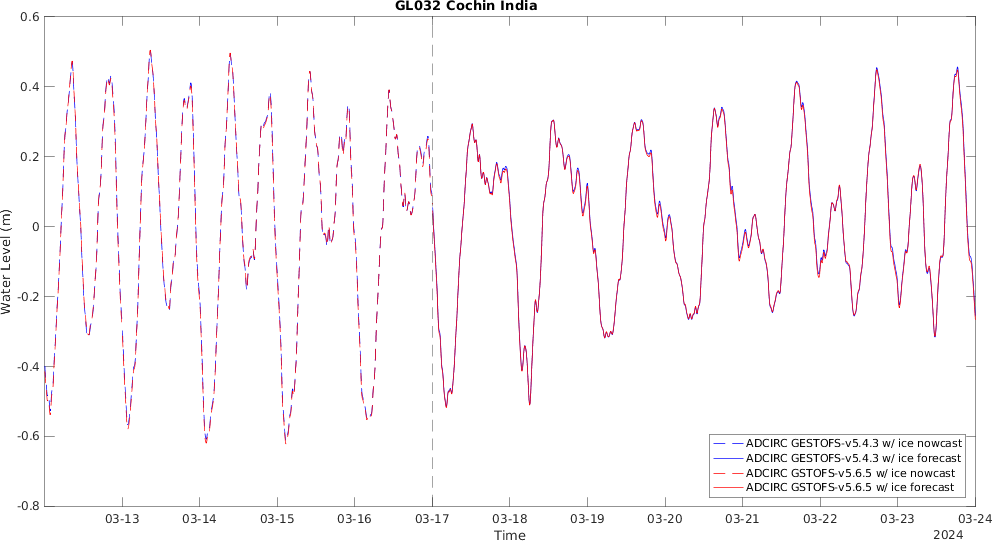 GL032 Cochin India
0.6
0.4
0.2
0
-0.2
-0.4
-0.6
-0.8
Water Level (m)
ADCIRC GESTOFS-v5.4.3 w/ ice nowcast
ADCIRC GESTOFS-v5.4.3 w/ ice forecast
ADCIRC GSTOFS-v5.6.5 w/ ice nowcast
ADCIRC GSTOFS-v5.6.5 w/ ice forecast
03-13 03-14 03-15 03-16 03-17 03-18 03-19 03-20 03-21 03-22 03-23 03-24
Time
2024